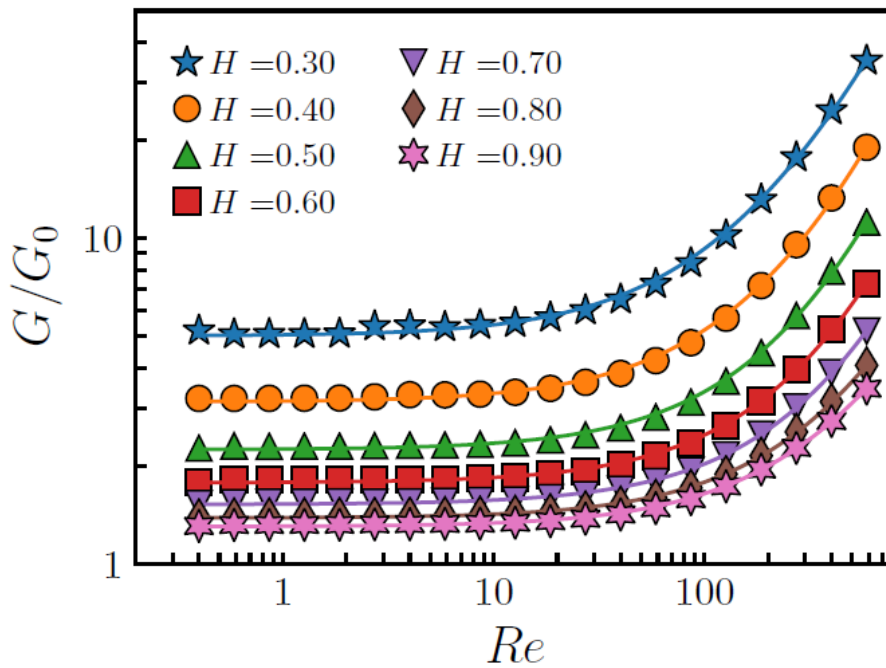 H =0.30
H =0.40
H =0.50
H =0.60
H =0.70
H =0.80
H =0.90
G/G0
10
1
1
10
100
Re